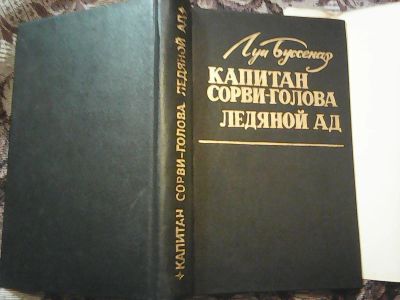 КАПИТАН СОРВИ-ГОЛОВА ЛЕДЯНОЙ АД
Луи Буссенар
КАПИТАН
СОРВИ-ГОЛОВА
ЛЕДЯНОЙ АД